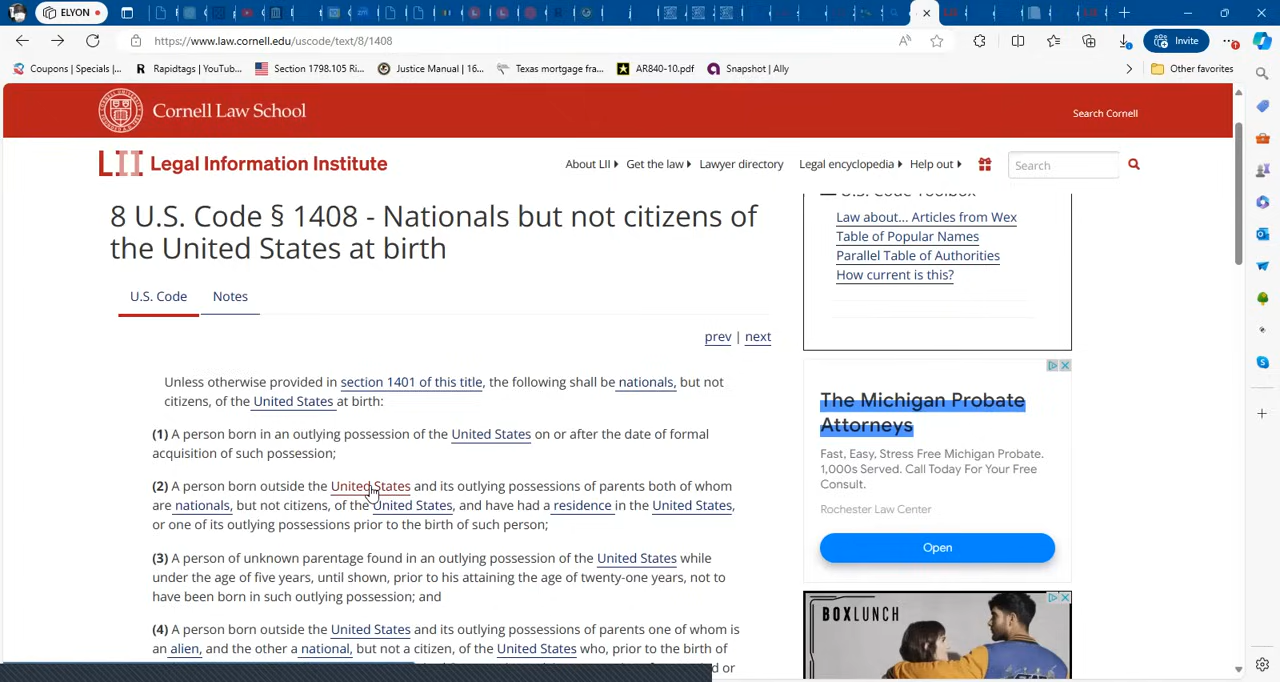 ELYON
https://www.law.cornell.edu/uscode/text/8/1408
Invite
Coupons | Specials |...
Rapidtags | YouTub...
Section 1798.105 Ri...
Justice Manual | 16...
Texas mortgage fra...
AR840-10.pdf
Snapshot | Ally
Other favorites
Cornell Law School
Search Cornell
LII Legal Information Institute
About LII
Get the law
Lawyer directory
Legal encyclopedia
Help out
Search
8 U.S. Code § 1408 - Nationals but not citizens of
the United States at birth
U.S. Code
Notes
prev | next
Unless otherwise provided in section 1401 of this title, the following shall be nationals, but not
citizens, of the United States at birth:
(1) A person born in an outlying possession of the United States on or after the date of formal
acquisition of such possession;
(2) A person born outside the United States and its outlying possessions of parents both of whom
are nationals, but not citizens, of the United States, and have had a residence in the United States,
or one of its outlying possessions prior to the birth of such person;
(3) A person of unknown parentage found in an outlying possession of the United States while
under the age of five years, until shown, prior to his attaining the age of twenty-one years, not to
have been born in such outlying possession; and
(4) A person born outside the United States and its outlying possessions of parents one of whom is
an alien, and the other a national, but not a citizen, of the United States who, prior to the birth of
d or
U.S. Code Toolbox
Law about... Articles from Wex
Table of Popular Names
Parallel Table of Authorities
How current is this?
The Michigan Probate
Attorneys
Fast, Easy, Stress Free Michigan Probate.
1,000s Served. Call Today For Your Free
Consult.
Rochester Law Center
Open
BOXLUNCH